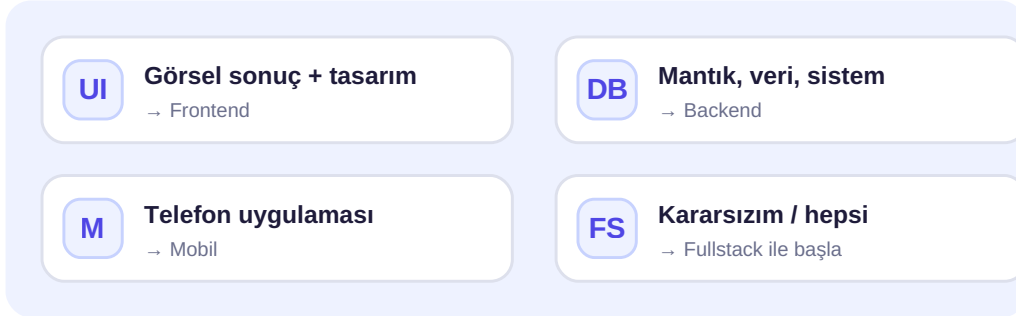 UI
Görsel sonuç + tasarım
→ Frontend
DB
Mantık, veri, sistem
→ Backend
M
Telefon uygulaması
→ Mobil
FS
Kararsızım / hepsi
→ Fullstack ile başla